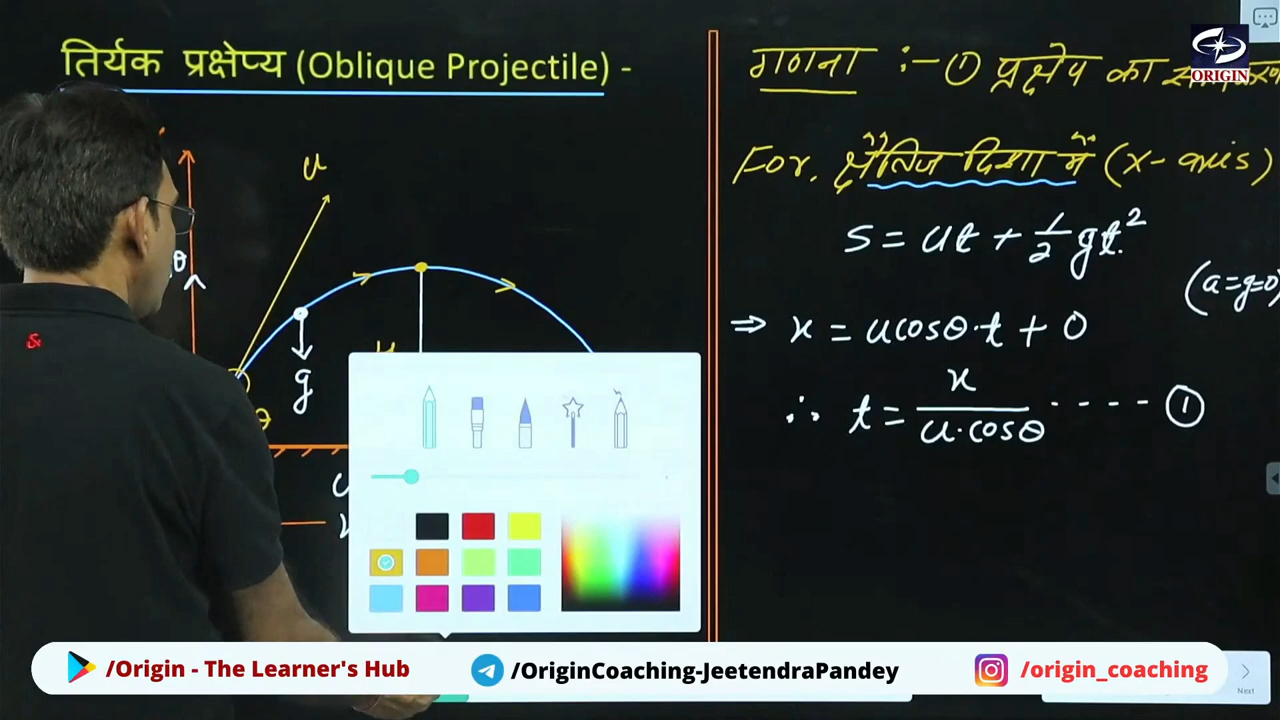 तिर्यक प्रक्षेप्य (Oblique Projectile) -
ORIGIN
गणना :- ① प्रक्षेप का
For, क्षैतिज दिशा में (x-axis)
u
θ
S = ut + 1/2 gt²
(a=g=0)
⇒ x = ucosθ·t + 0
g
θ
∴ t = x / u·cosθ ---- ①
/Origin - The Learner's Hub
/OriginCoaching-JeetendraPandey
/origin_coaching
Next